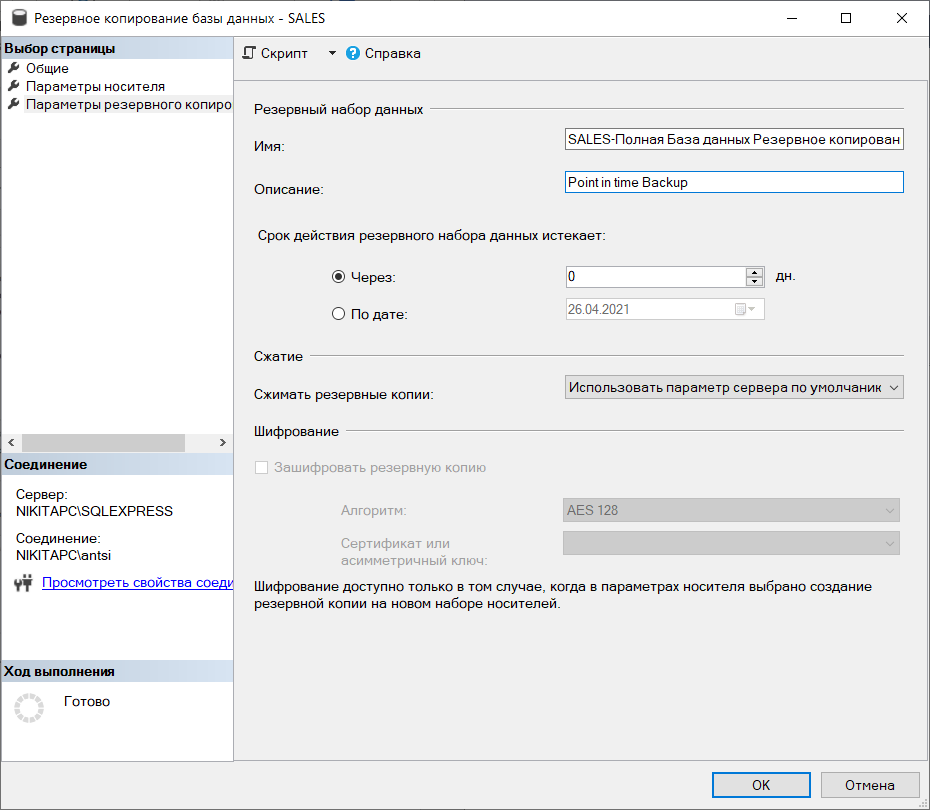 Резервное копирование базы данных - SALES
Выбор страницы
Общие
Параметры носителя
Параметры резервного копиро
Скрипт
Справка
Резервный набор данных
Имя:
SALES-Полная База данных Резервное копирован
Описание:
Point in time Backup
Срок действия резервного набора данных истекает:
Через:
0
дн.
По дате:
26.04.2021
Сжатие
Сжимать резервные копии:
Использовать параметр сервера по умолчаник
Шифрование
Зашифровать резервную копию
Алгоритм:
AES 128
Сертификат или
асимметричный ключ:
Шифрование доступно только в том случае, когда в параметрах носителя выбрано создание
резервной копии на новом наборе носителей.
Соединение
Сервер:
NIKITAPC\SQLEXPRESS
Соединение:
NIKITAPC\antsi
Просмотреть свойства соеди
Ход выполнения
Готово
OK
Отмена